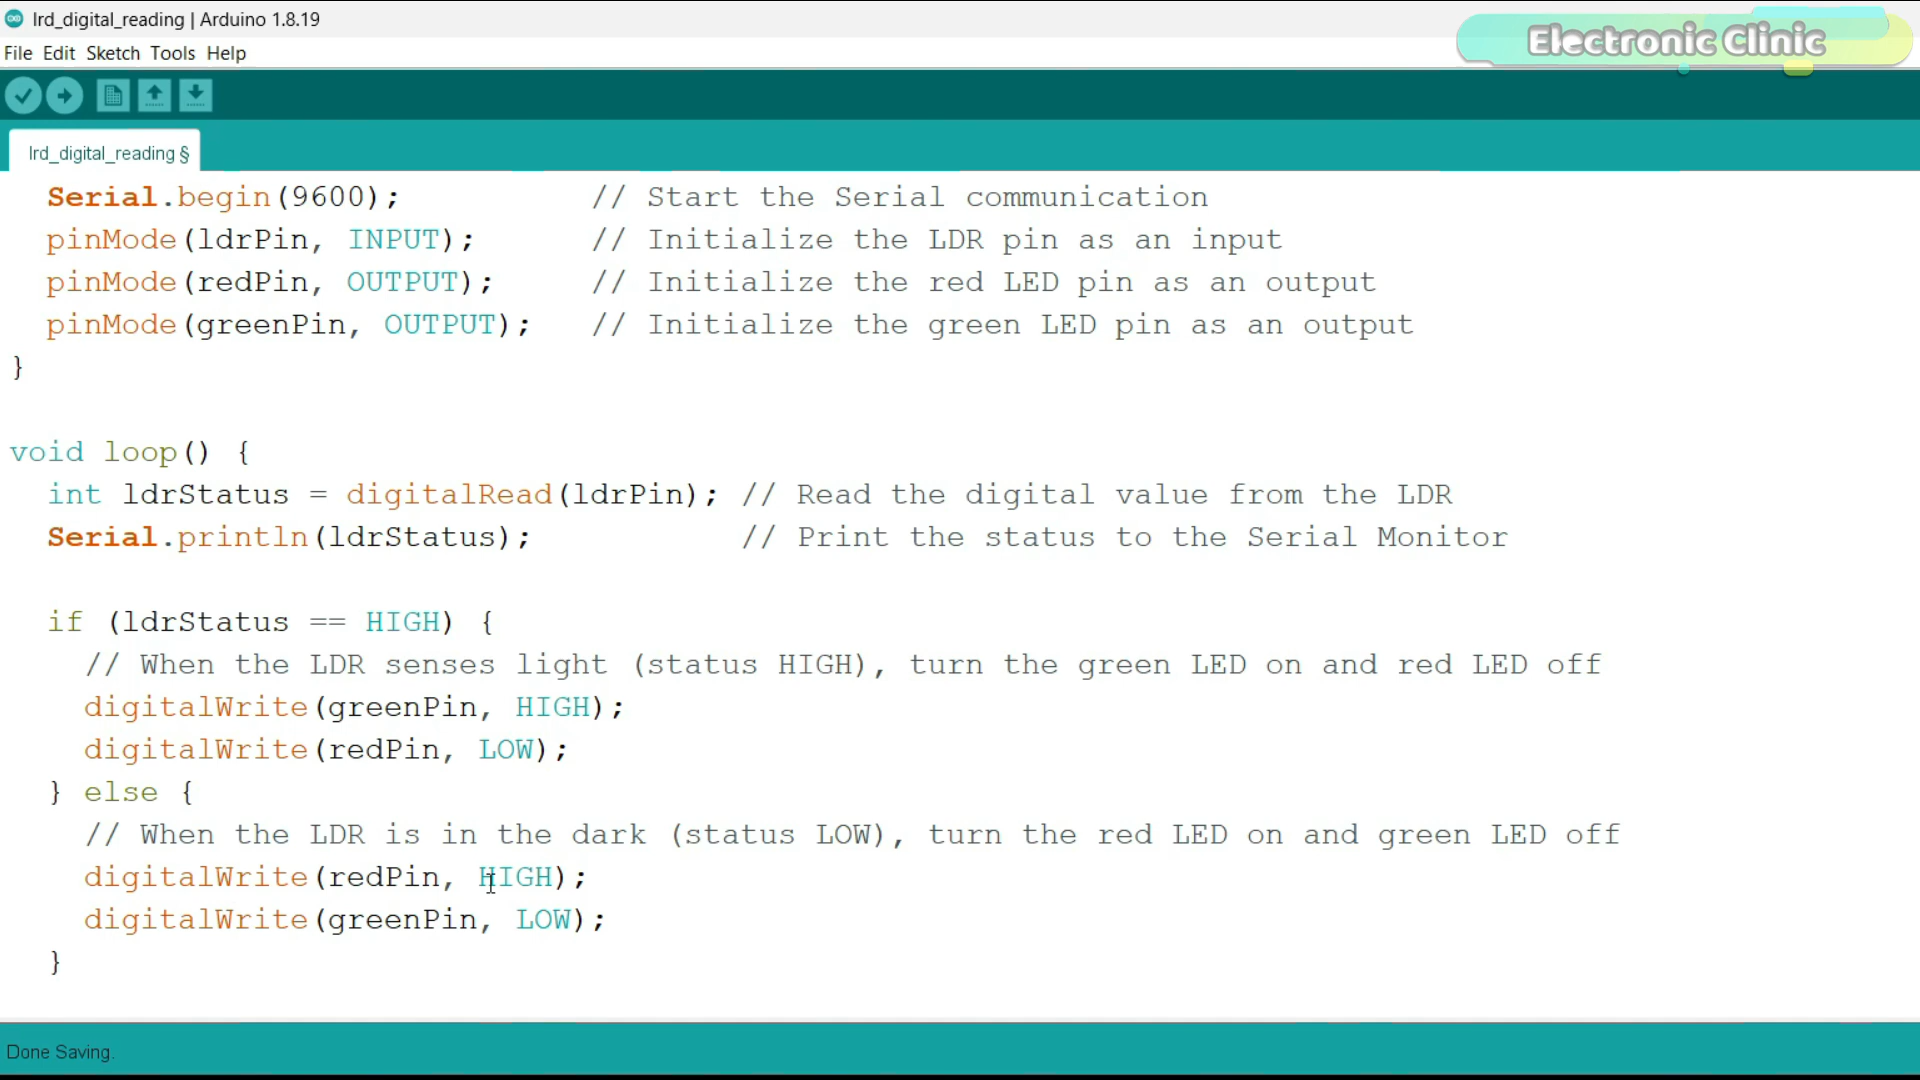 lrd_digital_reading | Arduino 1.8.19
Electronic Clinic
File Edit Sketch Tools Help
lrd_digital_reading §
Serial.begin(9600); // Start the Serial communication
pinMode(ldrPin, INPUT); // Initialize the LDR pin as an input
pinMode(redPin, OUTPUT); // Initialize the red LED pin as an output
pinMode(greenPin, OUTPUT); // Initialize the green LED pin as an output
}
void loop() {
int ldrStatus = digitalRead(ldrPin); // Read the digital value from the LDR
Serial.println(ldrStatus); // Print the status to the Serial Monitor
if (ldrStatus == HIGH) {
// When the LDR senses light (status HIGH), turn the green LED on and red LED off
digitalWrite(greenPin, HIGH);
digitalWrite(redPin, LOW);
} else {
// When the LDR is in the dark (status LOW), turn the red LED on and green LED off
digitalWrite(redPin, HIGH);
digitalWrite(greenPin, LOW);
}
Done Saving.